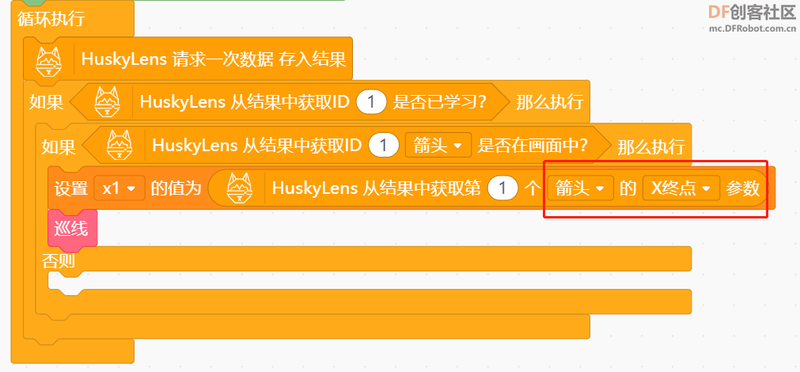 DF创客社区
mc.DFRobot.com.cn
循环执行
HuskyLens 请求一次数据 存入结果
如果 HuskyLens 从结果中获取ID 1 是否已学习? 那么执行
如果 HuskyLens 从结果中获取ID 1 箭头 是否在画面中? 那么执行
设置 x1 的值为 HuskyLens 从结果中获取第 1 个 箭头 的 X终点 参数
巡线
否则